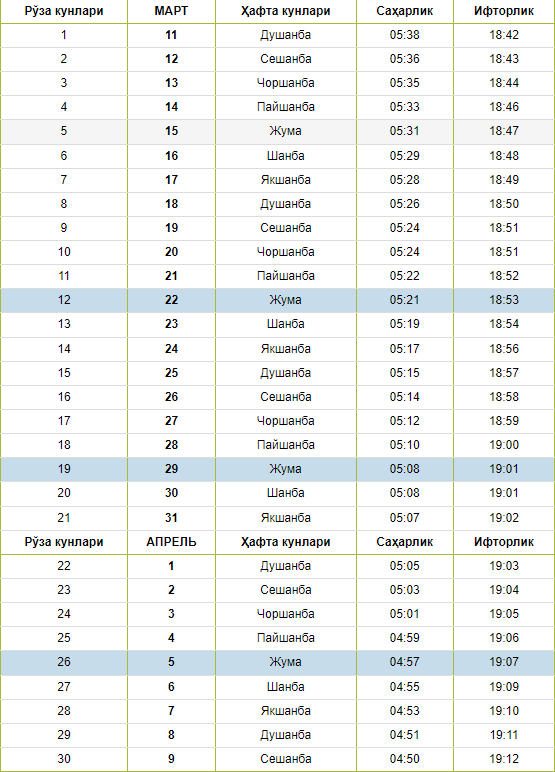 Рўза кунлари МАРТ Ҳафта кунлари Саҳарлик Ифторлик
1 11 Душанба 05:38 18:42
2 12 Сешанба 05:36 18:43
3 13 Чоршанба 05:35 18:44
4 14 Пайшанба 05:33 18:46
5 15 Жума 05:31 18:47
6 16 Шанба 05:29 18:48
7 17 Якшанба 05:28 18:49
8 18 Душанба 05:26 18:50
9 19 Сешанба 05:24 18:51
10 20 Чоршанба 05:24 18:51
11 21 Пайшанба 05:22 18:52
12 22 Жума 05:21 18:53
13 23 Шанба 05:19 18:54
14 24 Якшанба 05:17 18:56
15 25 Душанба 05:15 18:57
16 26 Сешанба 05:14 18:58
17 27 Чоршанба 05:12 18:59
18 28 Пайшанба 05:10 19:00
19 29 Жума 05:08 19:01
20 30 Шанба 05:08 19:01
21 31 Якшанба 05:07 19:02
Рўза кунлари АПРЕЛЬ Ҳафта кунлари Саҳарлик Ифторлик
22 1 Душанба 05:05 19:03
23 2 Сешанба 05:03 19:04
24 3 Чоршанба 05:01 19:05
25 4 Пайшанба 04:59 19:06
26 5 Жума 04:57 19:07
27 6 Шанба 04:55 19:09
28 7 Якшанба 04:53 19:10
29 8 Душанба 04:51 19:11
30 9 Сешанба 04:50 19:12